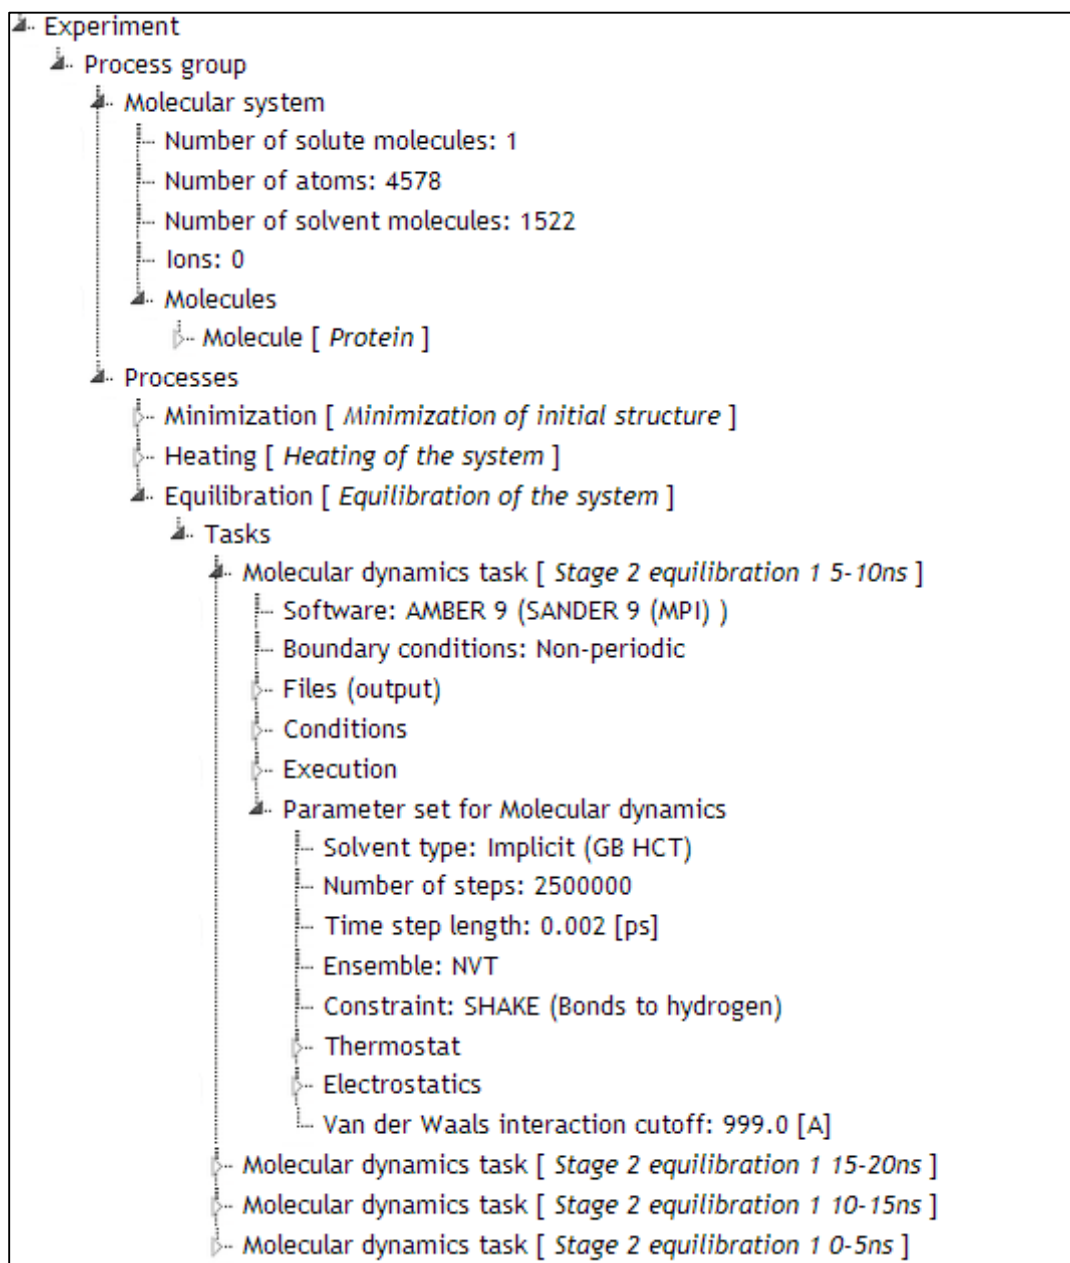 Experiment
Process group
Molecular system
Number of solute molecules: 1
Number of atoms: 4578
Number of solvent molecules: 1522
Ions: 0
Molecules
Molecule [ Protein ]
Processes
Minimization [ Minimization of initial structure ]
Heating [ Heating of the system ]
Equilibration [ Equilibration of the system ]
Tasks
Molecular dynamics task [ Stage 2 equilibration 1 5-10ns ]
Software: AMBER 9 (SANDER 9 (MPI) )
Boundary conditions: Non-periodic
Files (output)
Conditions
Execution
Parameter set for Molecular dynamics
Solvent type: Implicit (GB HCT)
Number of steps: 2500000
Time step length: 0.002 [ps]
Ensemble: NVT
Constraint: SHAKE (Bonds to hydrogen)
Thermostat
Electrostatics
Van der Waals interaction cutoff: 999.0 [A]
Molecular dynamics task [ Stage 2 equilibration 1 15-20ns ]
Molecular dynamics task [ Stage 2 equilibration 1 10-15ns ]
Molecular dynamics task [ Stage 2 equilibration 1 0-5ns ]